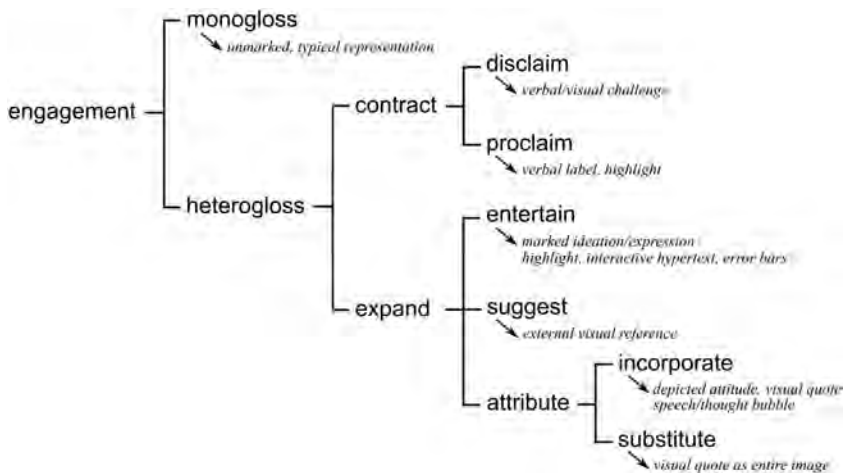 monogloss
unmarked, typical representation
disclaim
verbal/visual challenge
contract
engagement
proclaim
verbal label, highlight
heterogloss
entertain
marked ideation/expression
highlight, interactive hypertext, error bars
expand
suggest
external visual reference
incorporate
depicted attitude, visual quote
speech/thought bubble
attribute
substitute
visual quote as entire image